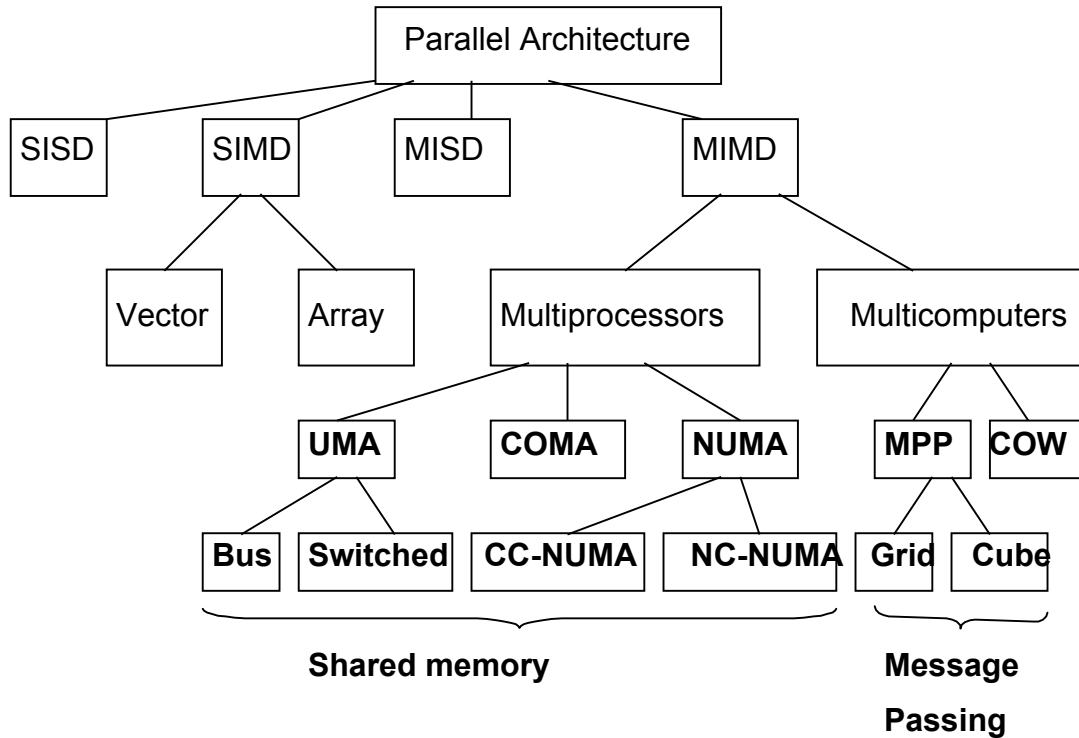 Parallel Architecture
SISD
SIMD
MISD
MIMD
Vector
Array
Multiprocessors
Multicomputers
UMA
COMA
NUMA
MPP
COW
Bus
Switched
CC-NUMA
NC-NUMA
Grid
Cube
Shared memory
Message
Passing